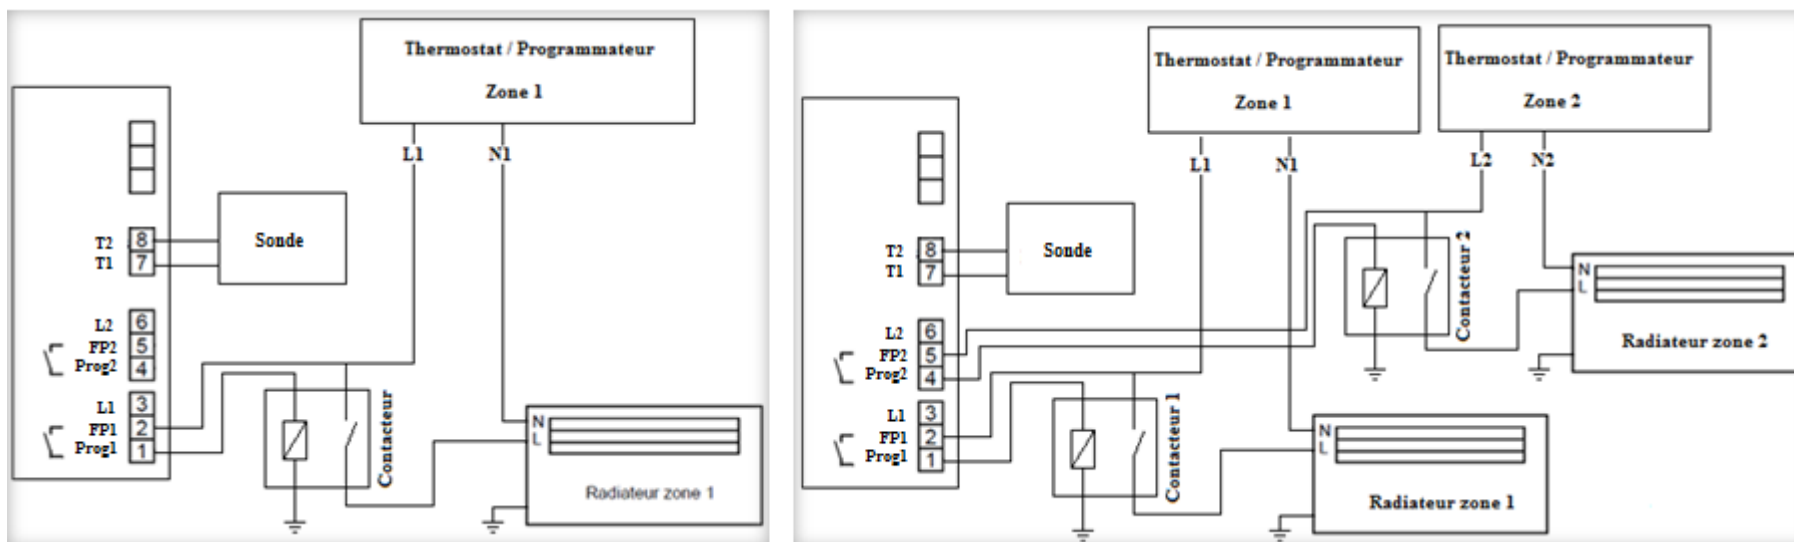 Thermostat / Programmateur
Zone 1
L1
N1
T2 8
T1 7
Sonde
L2 6
FP2 5
Prog2 4
L1 3
FP1 2
Prog1 1
Contacteur
N
L
Radiateur zone 1
Thermostat / Programmateur
Zone 1
Thermostat / Programmateur
Zone 2
L1
N1
L2
N2
T2 8
T1 7
Sonde
L2 6
FP2 5
Prog2 4
L1 3
FP1 2
Prog1 1
Contacteur 2
N
L
Radiateur zone 2
Contacteur 1
N
L
Radiateur zone 1